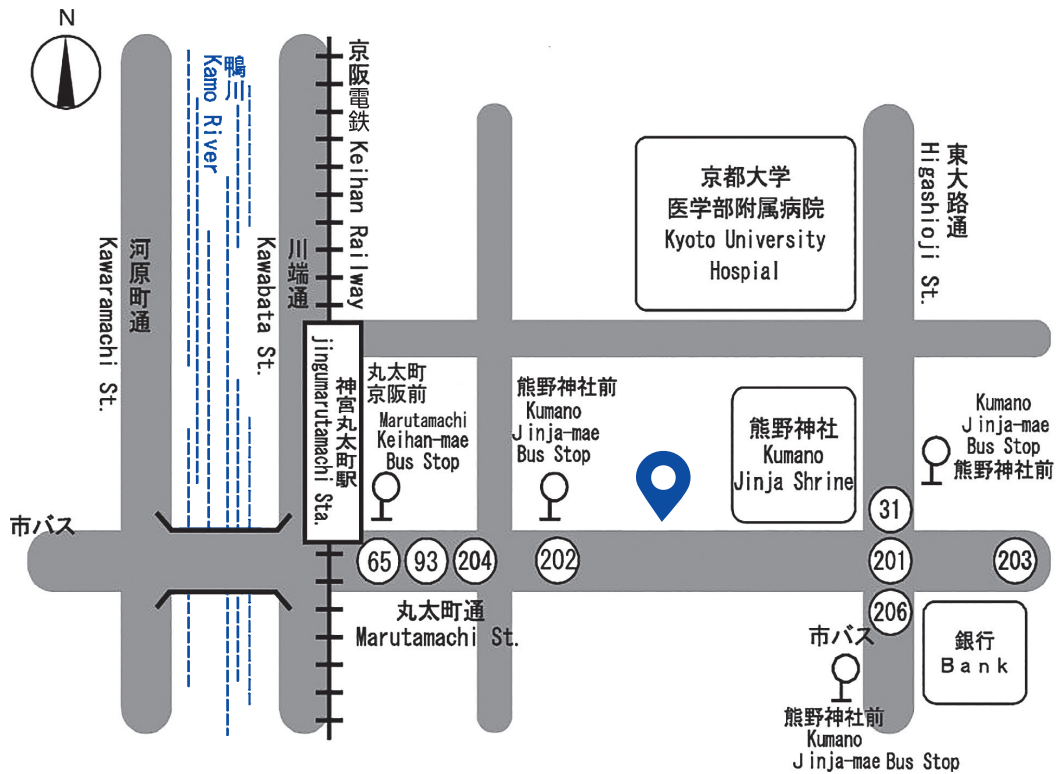 N
鴨川
Kamo River
京阪電鉄
Keihan Railway
河原町通
Kawaramachi St.
川端通
Kawabata St.
京都大学
医学部附属病院
Kyoto University
Hospial
東大路通
Higashioji St.
神宮丸太町駅
jingumarutamachi Sta.
丸太町
京阪前
Marutamachi
Keihan-mae
Bus Stop
熊野神社前
Kumano
Jinja-mae
Bus Stop
熊野神社
Kumano
Jinja Shrine
Kumano
Jinja-mae
Bus Stop
熊野神社前
市バス
31
65
93
204
202
201
203
206
丸太町通
Marutamachi St.
市バス
銀行
Bank
熊野神社前
Kumano
Jinja-mae Bus Stop